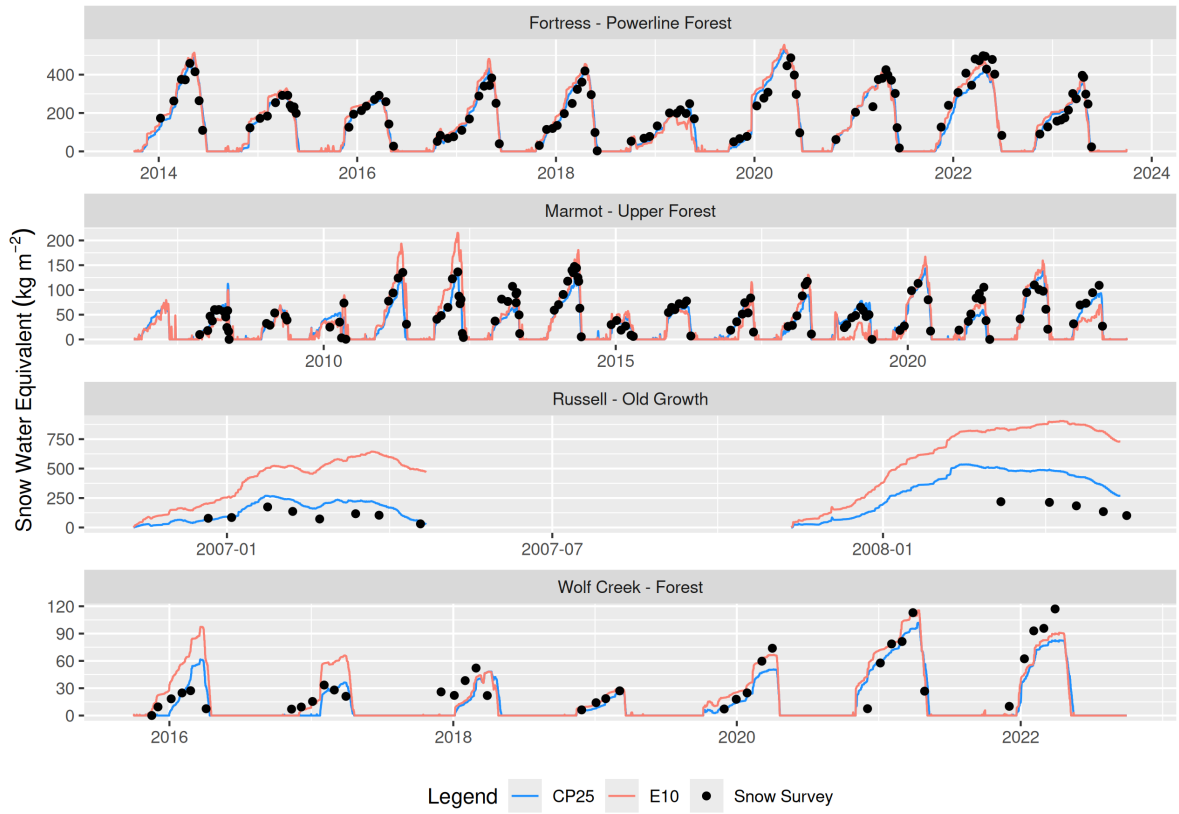 Fortress - Powerline Forest
400
200
0
2014 2016 2018 2020 2022 2024
Marmot - Upper Forest
200
150
100
50
0
2010 2015 2020
Snow Water Equivalent (kg m⁻²)
Russell - Old Growth
750
500
250
0
2007-01 2007-07 2008-01
Wolf Creek - Forest
120
90
60
30
0
2016 2018 2020 2022
Legend CP25 E10 Snow Survey